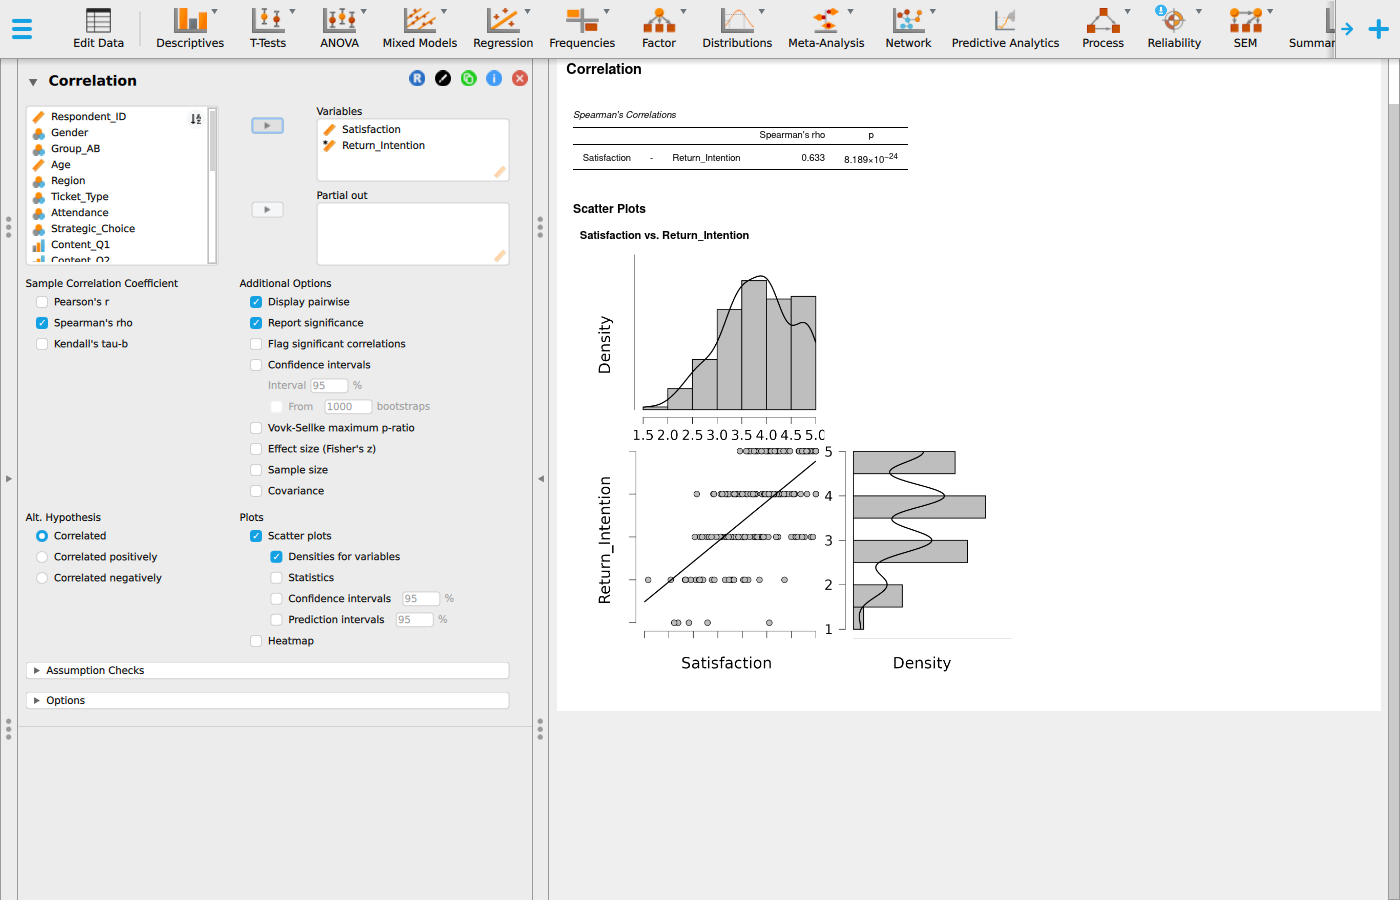 Edit Data
Descriptives
T-Tests
ANOVA
Mixed Models
Regression
Frequencies
Factor
Distributions
Meta-Analysis
Network
Predictive Analytics
Process
Reliability
SEM
Summar
Correlation
R
i
Respondent_ID
Gender
Group_AB
Age
Region
Ticket_Type
Attendance
Strategic_Choice
Content_Q1
Content_Q2
Variables
Satisfaction
Return_Intention
Partial out
Sample Correlation Coefficient
Pearson's r
Spearman's rho
Kendall's tau-b
Additional Options
Display pairwise
Report significance
Flag significant correlations
Confidence intervals
Interval 95 %
From 1000 bootstraps
Vovk-Sellke maximum p-ratio
Effect size (Fisher's z)
Sample size
Covariance
Alt. Hypothesis
Correlated
Correlated positively
Correlated negatively
Plots
Scatter plots
Densities for variables
Statistics
Confidence intervals 95 %
Prediction intervals 95 %
Heatmap
Assumption Checks
Options
Correlation
Spearman's Correlations
Spearman's rho p
Satisfaction - Return_Intention 0.633 8.189×10⁻²⁴
Scatter Plots
Satisfaction vs. Return_Intention
Density
1.5 2.0 2.5 3.0 3.5 4.0 4.5 5.0
Return_Intention
Satisfaction
5
4
3
2
1
Density